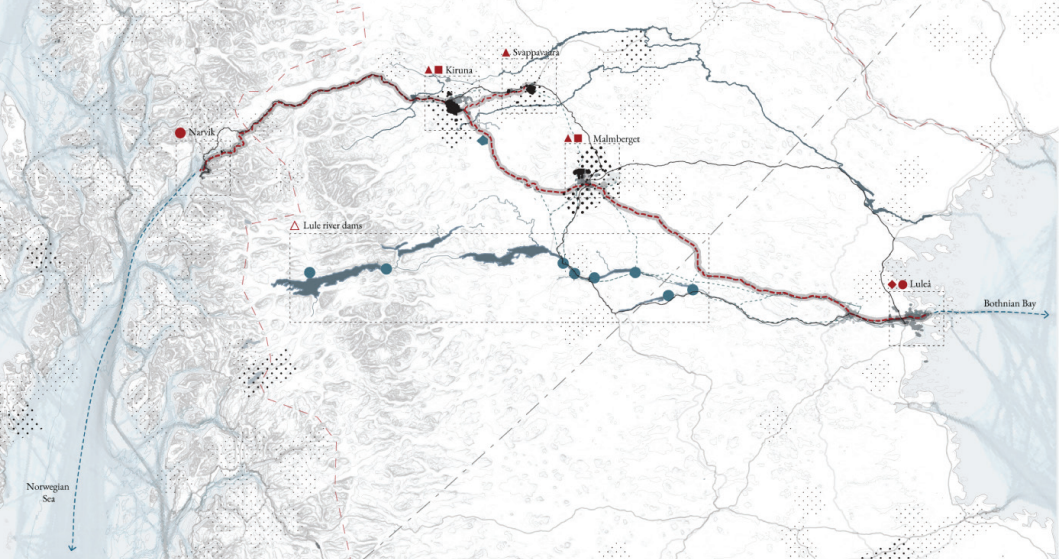 Svappavaara
Kiruna
Narvik
Malmberget
Lule river dams
Luleå
Bothnian Bay
Norwegian
Sea